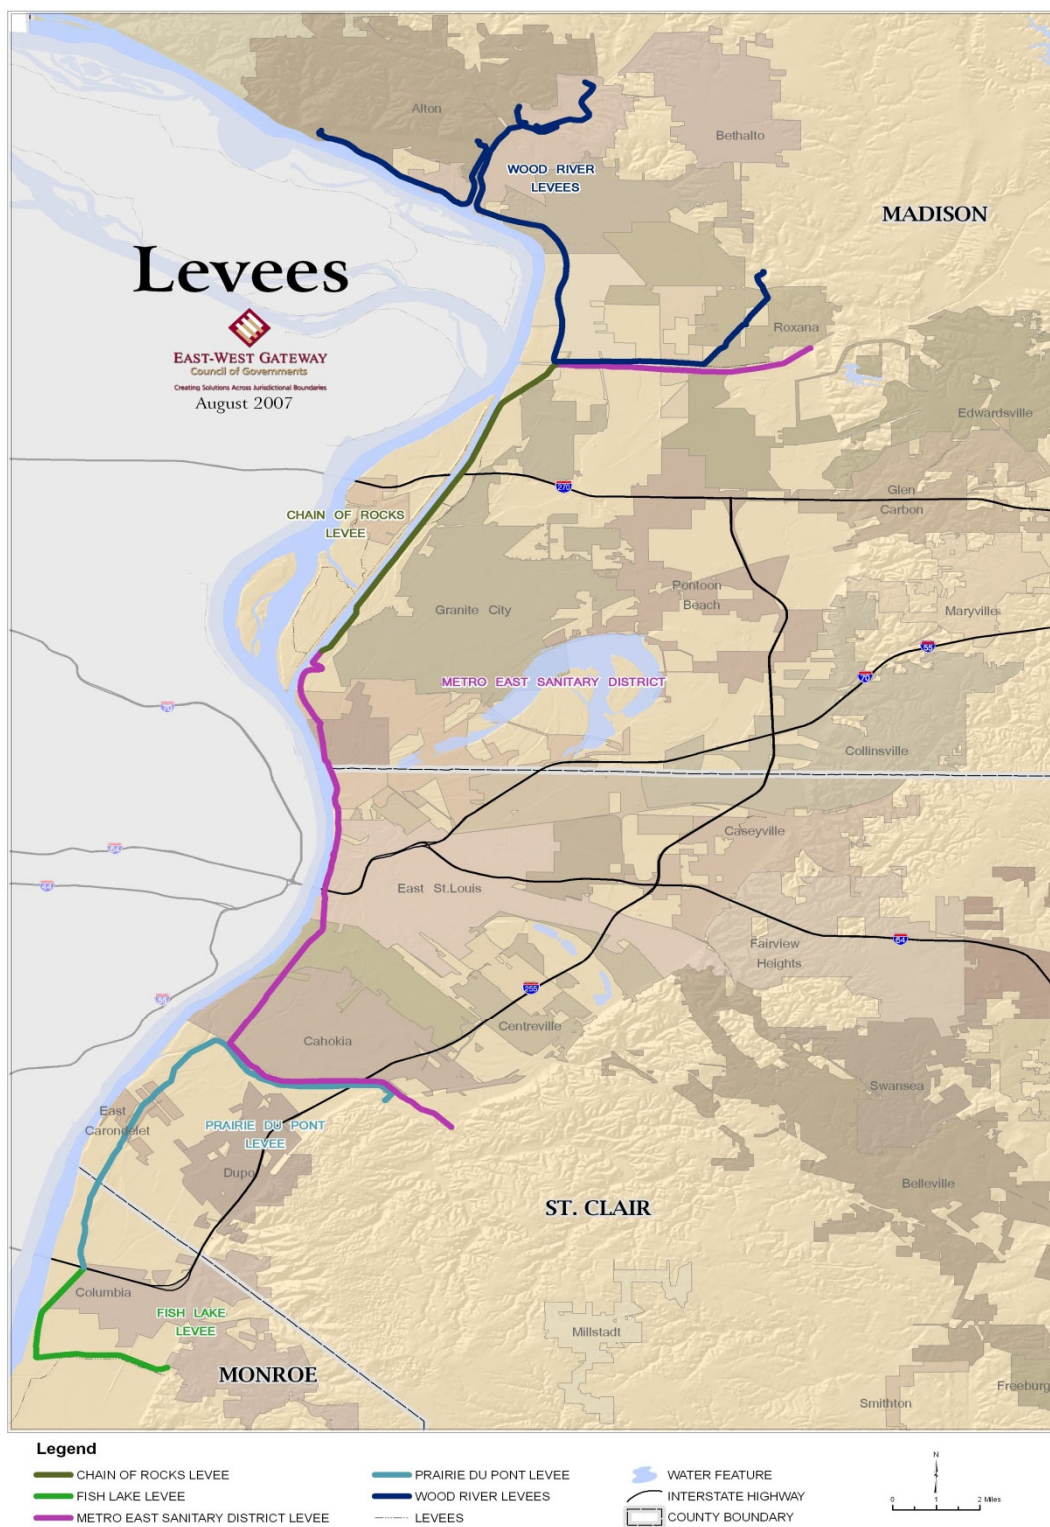 Alton
Bethalto
WOOD RIVER
LEVEES
MADISON
Levees
EAST-WEST GATEWAY
Council of Governments
Creating Solutions Across Jurisdictional Boundaries
August 2007
Roxana
Edwardsville
270
Glen
Carbon
CHAIN OF ROCKS
LEVEE
Pontoon
Beach
Granite City
Maryville
55
70
METRO EAST SANITARY DISTRICT
70
Collinsville
Caseyville
64
44
East St.Louis
Fairview
Heights
64
255
55
Centreville
Cahokia
Swansea
East
Carondelet
PRAIRIE DU PONT
LEVEE
Dupo
Belleville
ST. CLAIR
Columbia
FISH LAKE
LEVEE
Millstadt
MONROE
Freeburg
Smithton
Legend
CHAIN OF ROCKS LEVEE
FISH LAKE LEVEE
METRO EAST SANITARY DISTRICT LEVEE
PRAIRIE DU PONT LEVEE
WOOD RIVER LEVEES
LEVEES
WATER FEATURE
INTERSTATE HIGHWAY
COUNTY BOUNDARY
N
0 1 2 Miles